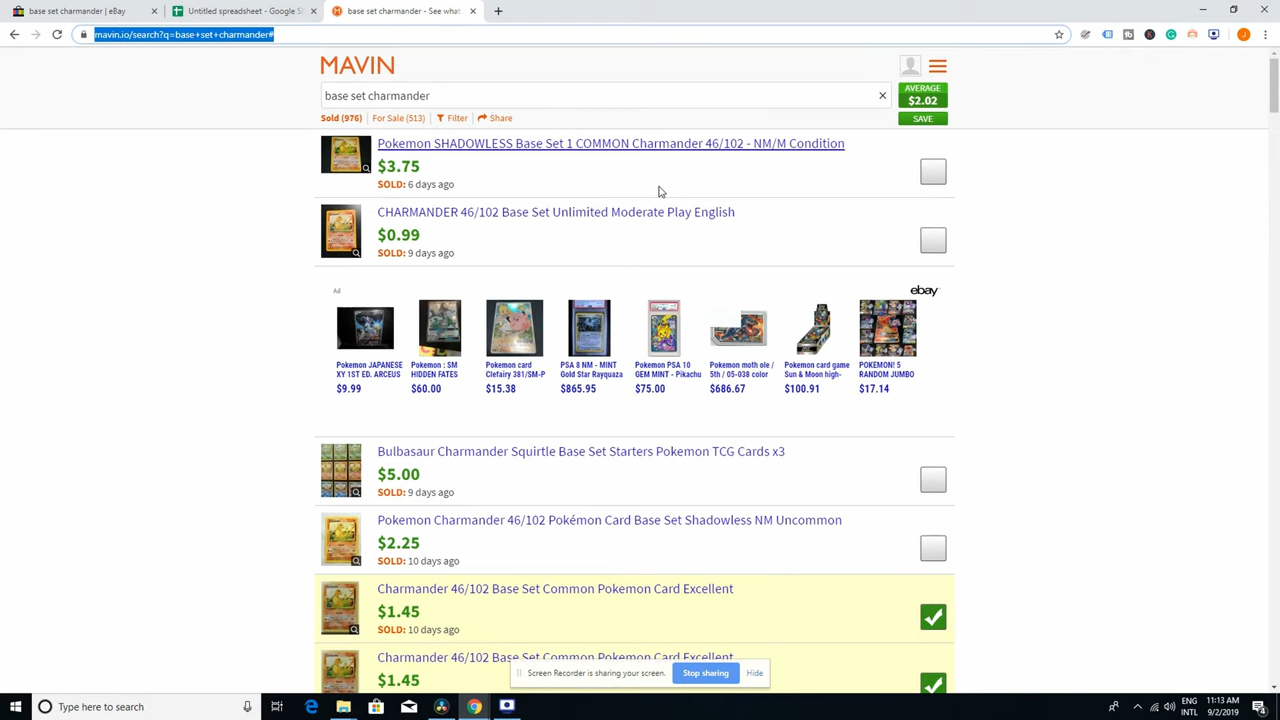 base set charmander | eBay
Untitled spreadsheet - Google S
base set charmander - See wha
mavin.io/search?q=base+set+charmander#
MAVIN
base set charmander
AVERAGE
$2.02
Sold (976)
For Sale (513)
Filter
Share
SAVE
Pokemon SHADOWLESS Base Set 1 COMMON Charmander 46/102 - NM/M Condition
$3.75
SOLD: 6 days ago
CHARMANDER 46/102 Base Set Unlimited Moderate Play English
$0.99
SOLD: 9 days ago
Ad
ebay
Pokemon JAPANESE
XY 1ST ED. ARCEUS
$9.99
Pokemon : SM
HIDDEN FATES
$60.00
Pokemon card
Clefairy 381/SM-P
$15.38
PSA 8 NM - MINT
Gold Star Rayquaza
$865.95
Pokemon PSA 10
GEM MINT - Pikachu
$75.00
Pokemon moth ole /
5th / 05-038 color
$686.67
Pokemon card game
Sun & Moon high-
$100.91
POKEMON! 5
RANDOM JUMBO
$17.14
Bulbasaur Charmander Squirtle Base Set Starters Pokemon TCG Cards x3
$5.00
SOLD: 9 days ago
Pokemon Charmander 46/102 Pokémon Card Base Set Shadowless NM Uncommon
$2.25
SOLD: 10 days ago
Charmander 46/102 Base Set Common Pokemon Card Excellent
$1.45
SOLD: 10 days ago
Charmander 46/102 Base Set Common Pokemon Card Excellent
$1.45
Screen Recorder is sharing your screen.
Stop sharing
Hide
Type here to search
ENG
INTL
11:13 AM
9/2/2019